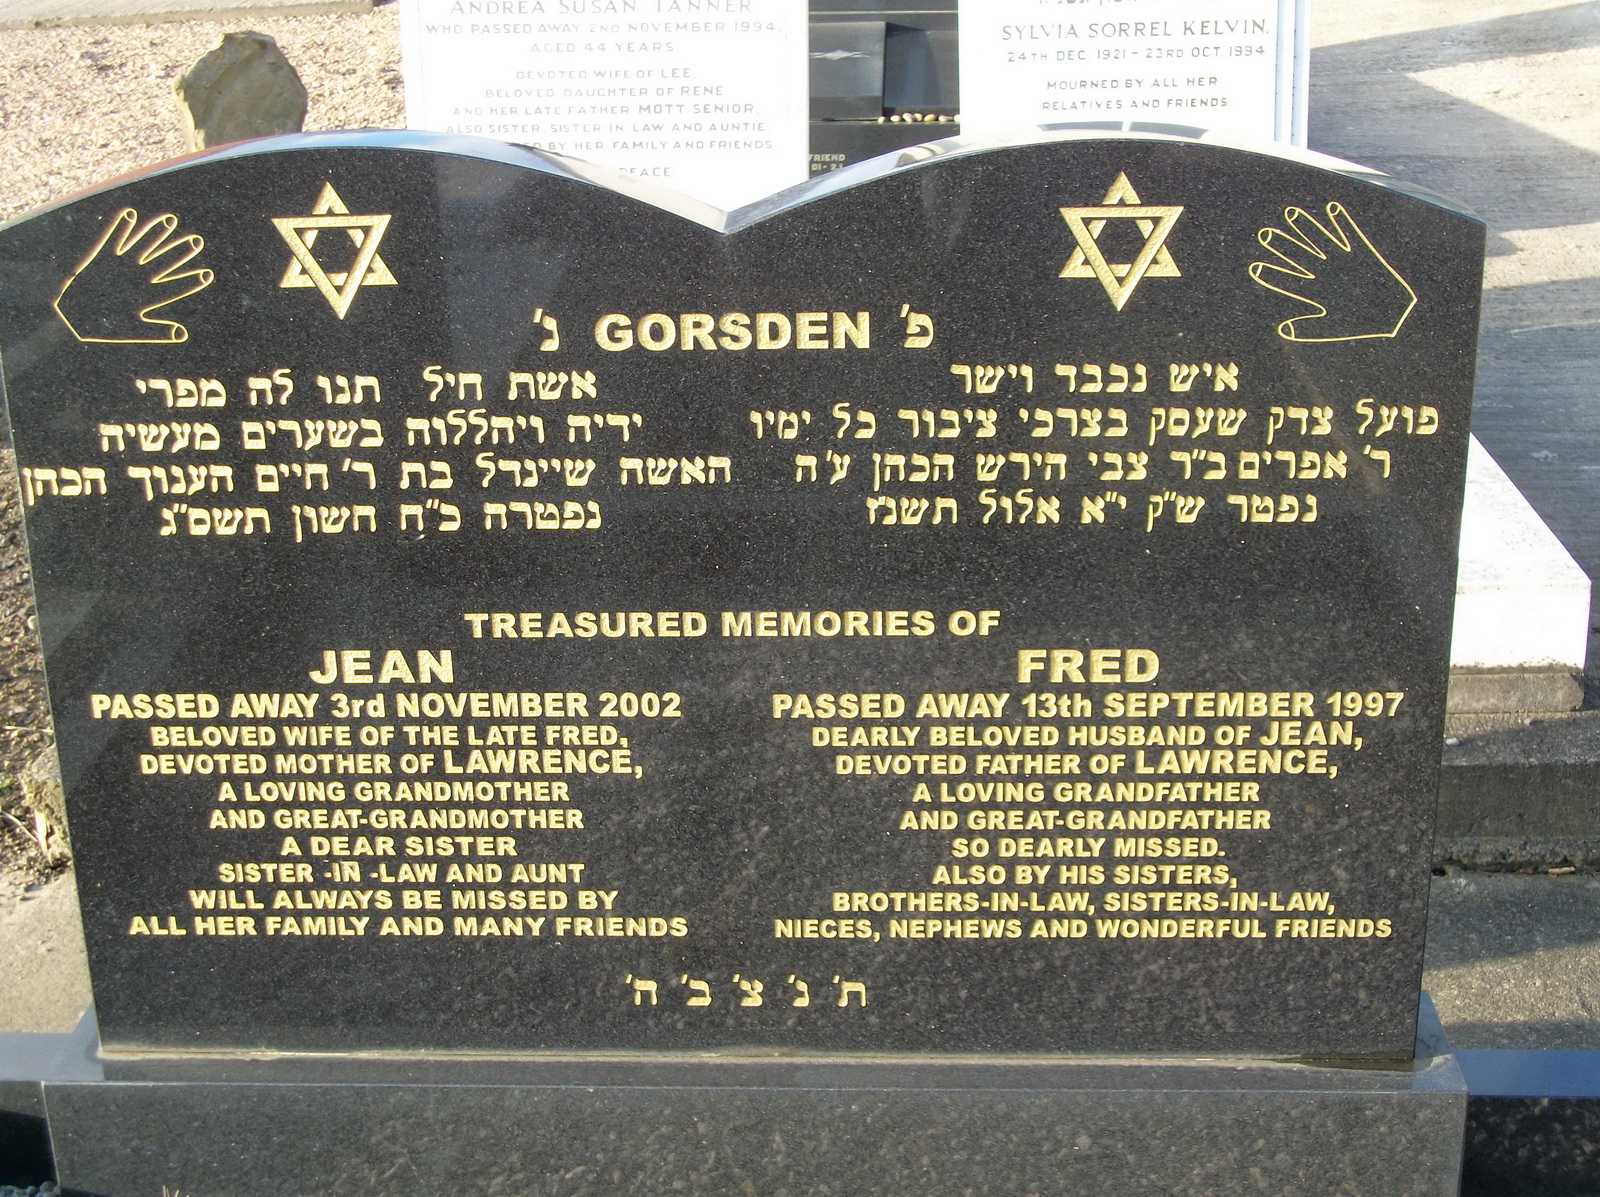 ANDREA SUSAN TANNER
WHO PASSED AWAY 2ND NOVEMBER 1994,
AGED 44 YEARS
DEVOTED WIFE OF LEE,
BELOVED DAUGHTER OF RENE
AND HER LATE FATHER MOTT SENIOR,
ALSO SISTER, SISTER IN LAW AND AUNTIE
BY HER FAMILY AND FRIENDS
PEACE
SYLVIA SORREL KELVIN.
24TH DEC 1921 - 23RD OCT 1994
MOURNED BY ALL HER
RELATIVES AND FRIENDS
FRIEND
פ' GORSDEN נ'
איש נכבד וישר
פועל צדק שעסק בצרכי ציבור כל ימיו
ר' אפרים ב"ר צבי הירש הכהן ע'ה
נפטר ש"ק י"א אלול תשנ"ז
אשת חיל תנו לה מפרי
ידיה ויהללוה בשערים מעשיה
האשה שיינדל בת ר' חיים הענוך הכהן
נפטרה כ"ח חשון תשס"ג
TREASURED MEMORIES OF
JEAN
PASSED AWAY 3rd NOVEMBER 2002
BELOVED WIFE OF THE LATE FRED,
DEVOTED MOTHER OF LAWRENCE,
A LOVING GRANDMOTHER
AND GREAT-GRANDMOTHER
A DEAR SISTER
SISTER -IN -LAW AND AUNT
WILL ALWAYS BE MISSED BY
ALL HER FAMILY AND MANY FRIENDS
FRED
PASSED AWAY 13th SEPTEMBER 1997
DEARLY BELOVED HUSBAND OF JEAN,
DEVOTED FATHER OF LAWRENCE,
A LOVING GRANDFATHER
AND GREAT-GRANDFATHER
SO DEARLY MISSED.
ALSO BY HIS SISTERS,
BROTHERS-IN-LAW, SISTERS-IN-LAW,
NIECES, NEPHEWS AND WONDERFUL FRIENDS
ת' נ' צ' ב' ה'